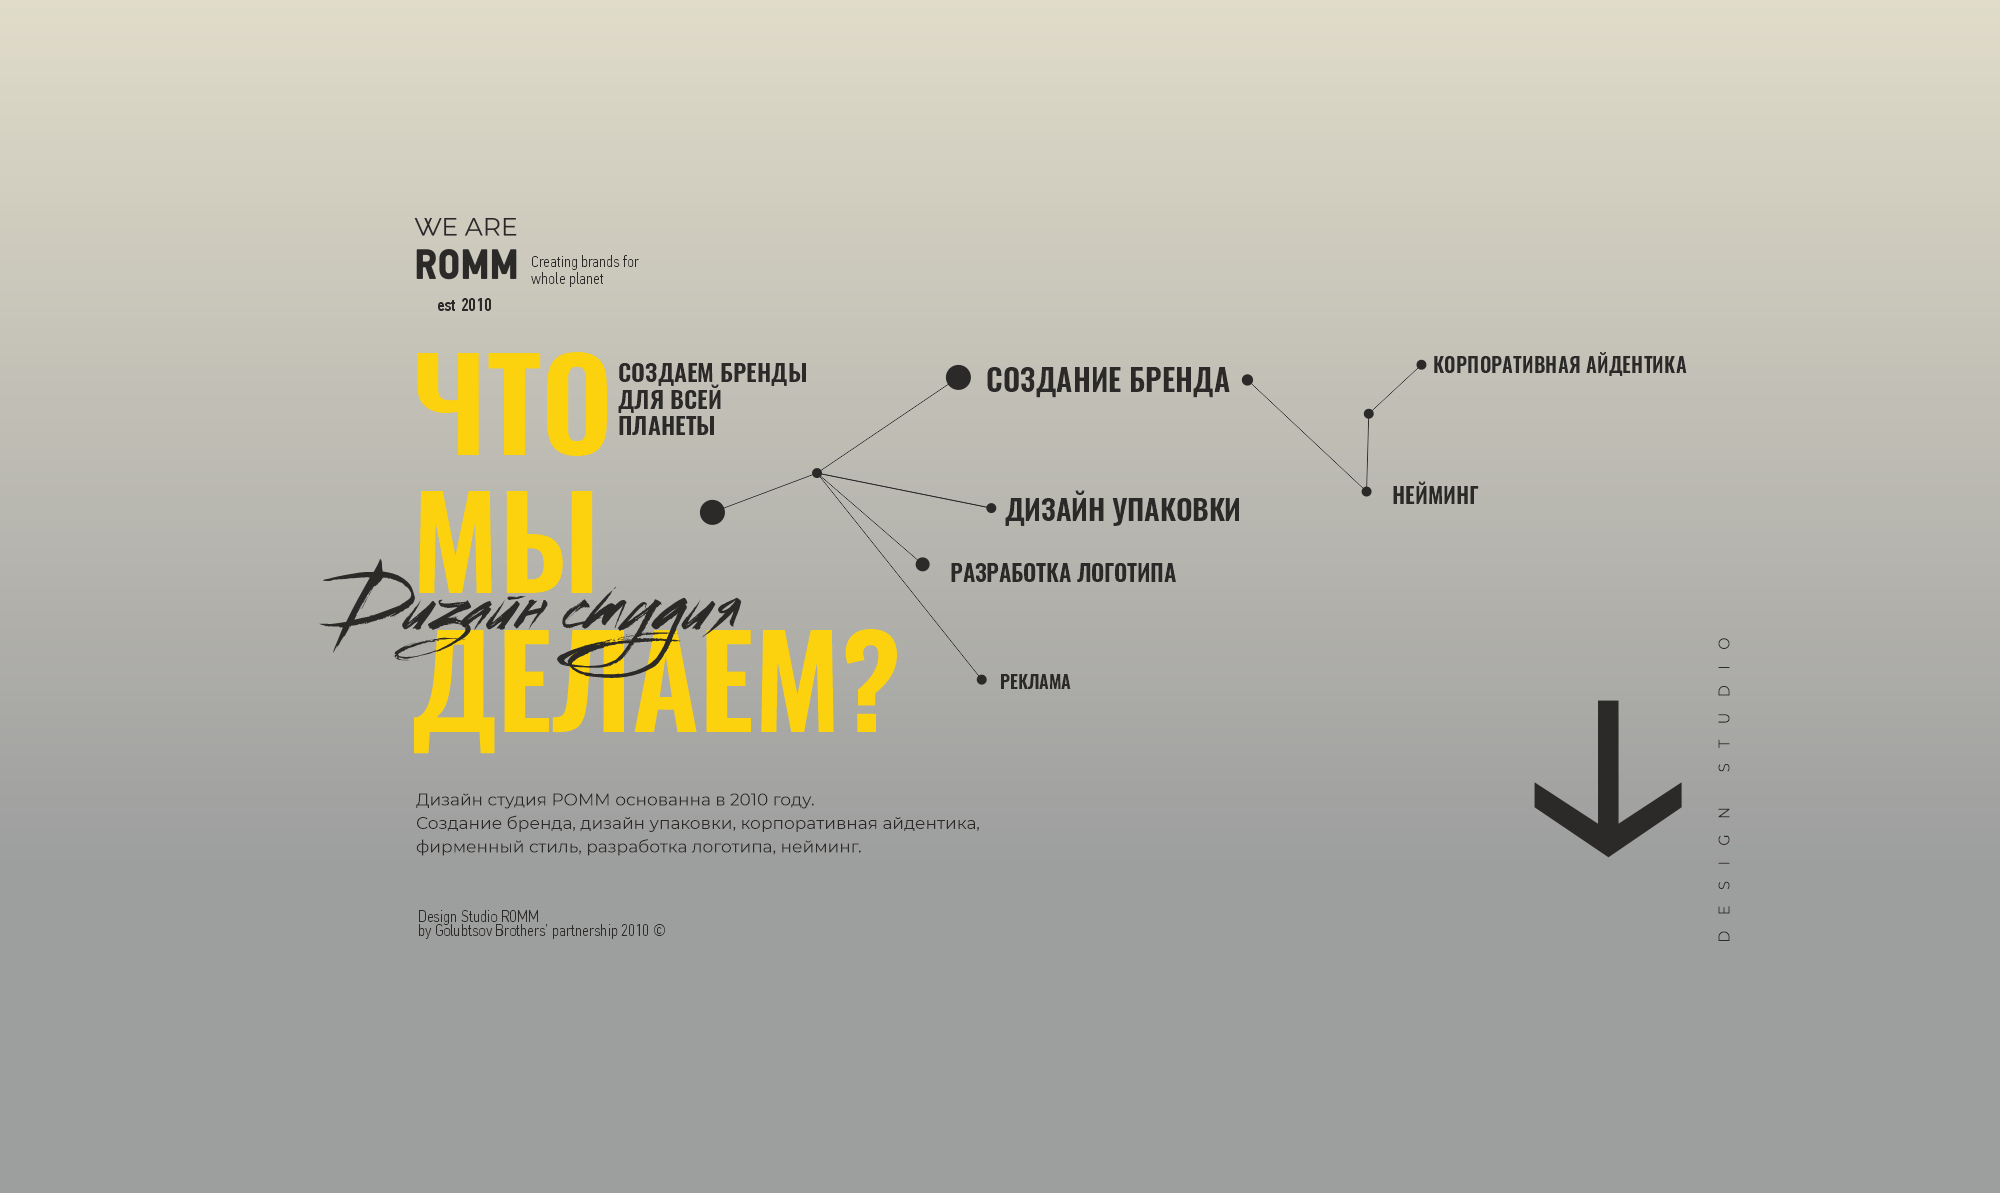 WE ARE
ROMM
Creating brands for
whole planet
est 2010
ЧТО
МЫ
ДЕЛАЕМ?
СОЗДАЕМ БРЕНДЫ
ДЛЯ ВСЕЙ
ПЛАНЕТЫ
Дизайн студия
СОЗДАНИЕ БРЕНДА
КОРПОРАТИВНАЯ АЙДЕНТИКА
НЕЙМИНГ
ДИЗАЙН УПАКОВКИ
РАЗРАБОТКА ЛОГОТИПА
РЕКЛАМА
Дизайн студия РОММ основанна в 2010 году.
Создание бренда, дизайн упаковки, корпоративная айдентика,
фирменный стиль, разработка логотипа, нейминг.
Design Studio ROMM
by Golubtsov Brothers' partnership 2010 ©
DESIGN STUDIO